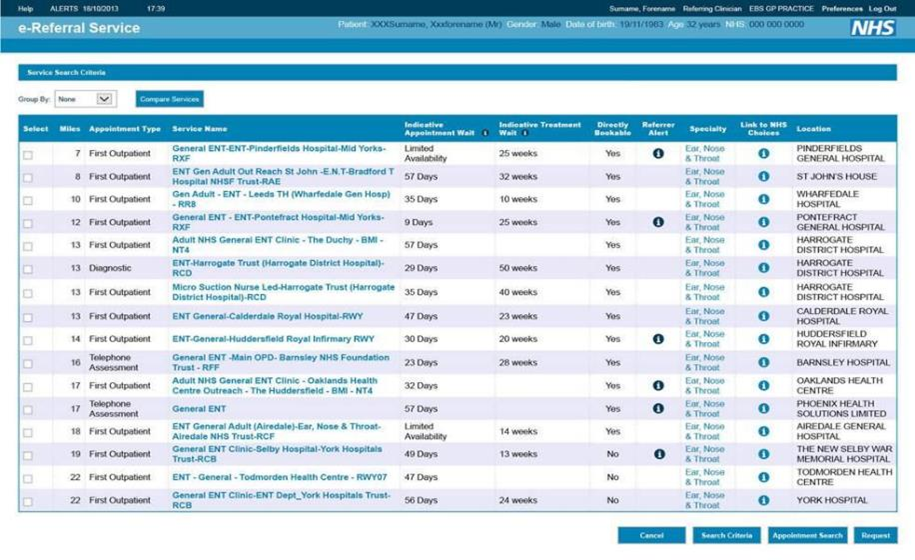 Help ALERTS 18/10/2013 17:39 Surname, Forename Referring Clinician EBS GP PRACTICE Preferences Log Out
e-Referral Service Patient: XXXSurname, Xxxforename (Mr) Gender: Male Date of birth: 19/11/1963 Age 32 years NHS: 000 000 0000 NHS
Service Search Criteria
Group By: None Compare Services
Select Miles Appointment Type Service Name Indicative Appointment Wait Indicative Treatment Wait Directly Bookable Referrer Alert Specialty Link to NHS Choices Location
7 First Outpatient General ENT-ENT-Pinderfields Hospital-Mid Yorks-RXF Limited Availability 25 weeks Yes Ear, Nose & Throat PINDERFIELDS GENERAL HOSPITAL
8 First Outpatient ENT Gen Adult Out Reach St John -E.N.T-Bradford T Hospital NHSF Trust-RAE 57 Days 32 weeks Yes Ear, Nose & Throat ST JOHN'S HOUSE
10 First Outpatient Gen Adult - ENT - Leeds TH (Wharfedale Gen Hosp) - RR8 35 Days 10 weeks Yes Ear, Nose & Throat WHARFEDALE HOSPITAL
12 First Outpatient General ENT - ENT-Pontefract Hospital-Mid Yorks-RXF 9 Days 25 weeks Yes Ear, Nose & Throat PONTEFRACT GENERAL HOSPITAL
13 First Outpatient Adult NHS General ENT Clinic - The Duchy - BMI - NT4 57 Days Yes Ear, Nose & Throat HARROGATE DISTRICT HOSPITAL
13 Diagnostic ENT-Harrogate Trust (Harrogate District Hospital)-RCD 29 Days 50 weeks Yes Ear, Nose & Throat HARROGATE DISTRICT HOSPITAL
13 First Outpatient Micro Suction Nurse Led-Harrogate Trust (Harrogate District Hospital)-RCD 35 Days 40 weeks Yes Ear, Nose & Throat HARROGATE DISTRICT HOSPITAL
13 First Outpatient ENT General-Calderdale Royal Hospital-RWY 47 Days 23 weeks Yes Ear, Nose & Throat CALDERDALE ROYAL HOSPITAL
14 First Outpatient ENT-General-Huddersfield Royal Infirmary RWY 30 Days 20 weeks Yes Ear, Nose & Throat HUDDERSFIELD ROYAL INFIRMARY
16 Telephone Assessment General ENT -Main OPD- Barnsley NHS Foundation Trust - RFF 23 Days 28 weeks Yes Ear, Nose & Throat BARNSLEY HOSPITAL
17 First Outpatient Adult NHS General ENT Clinic - Oaklands Health Centre Outreach - The Huddersfield - BMI - NT4 32 Days Yes Ear, Nose & Throat OAKLANDS HEALTH CENTRE
17 Telephone Assessment General ENT 57 Days Yes Ear, Nose & Throat PHOENIX HEALTH SOLUTIONS LIMITED
18 First Outpatient ENT General Adult (Airedale)-Ear, Nose & Throat-Airedale NHS Trust-RCF Limited Availability 14 weeks Yes Ear, Nose & Throat AIREDALE GENERAL HOSPITAL
19 First Outpatient General ENT Clinic-Selby Hospital-York Hospitals Trust-RCB 49 Days 13 weeks No Ear, Nose & Throat THE NEW SELBY WAR MEMORIAL HOSPITAL
22 First Outpatient ENT - General - Todmorden Health Centre - RWY07 47 Days No Ear, Nose & Throat TODMORDEN HEALTH CENTRE
22 First Outpatient General ENT Clinic-ENT Dept_York Hospitals Trust-RCB 56 Days 24 weeks No Ear, Nose & Throat YORK HOSPITAL
Cancel Search Criteria Appointment Search Request